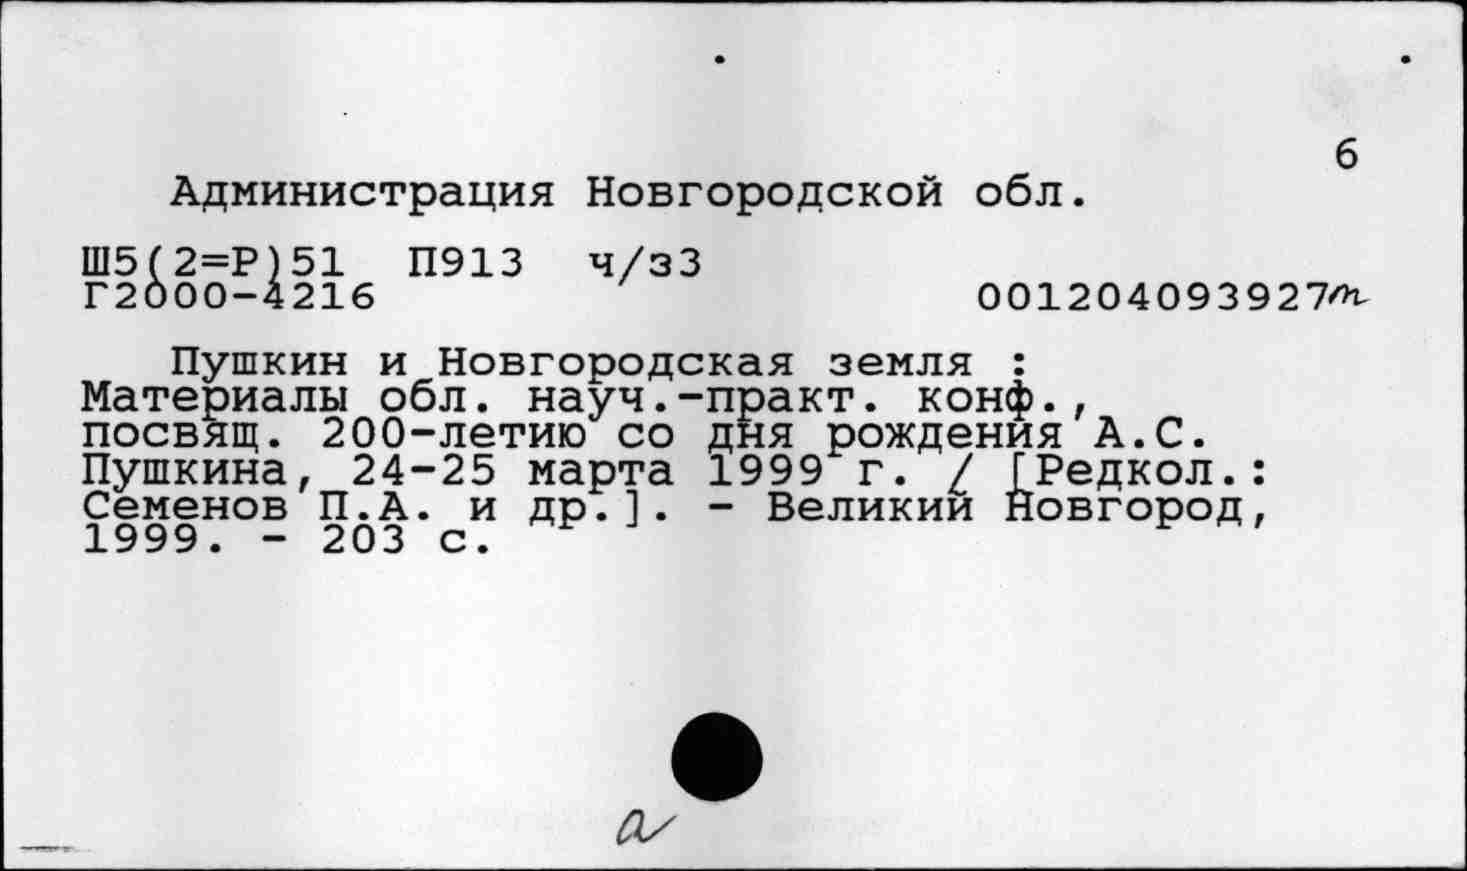 6
Администрация Новгородской обл.
Ш5(2=Р)51 П913 ч/з3
Г2000-4216 001204093927т
Пушкин и Новгородская земля :
Материалы обл. науч.-практ. конф.,
посвящ. 200-летию со дня рождения А.С.
Пушкина, 24-25 марта 1999 г. / [Редкол.:
Семенов П.А. и др.]. - Великий Новгород,
1999. - 203 с.
а